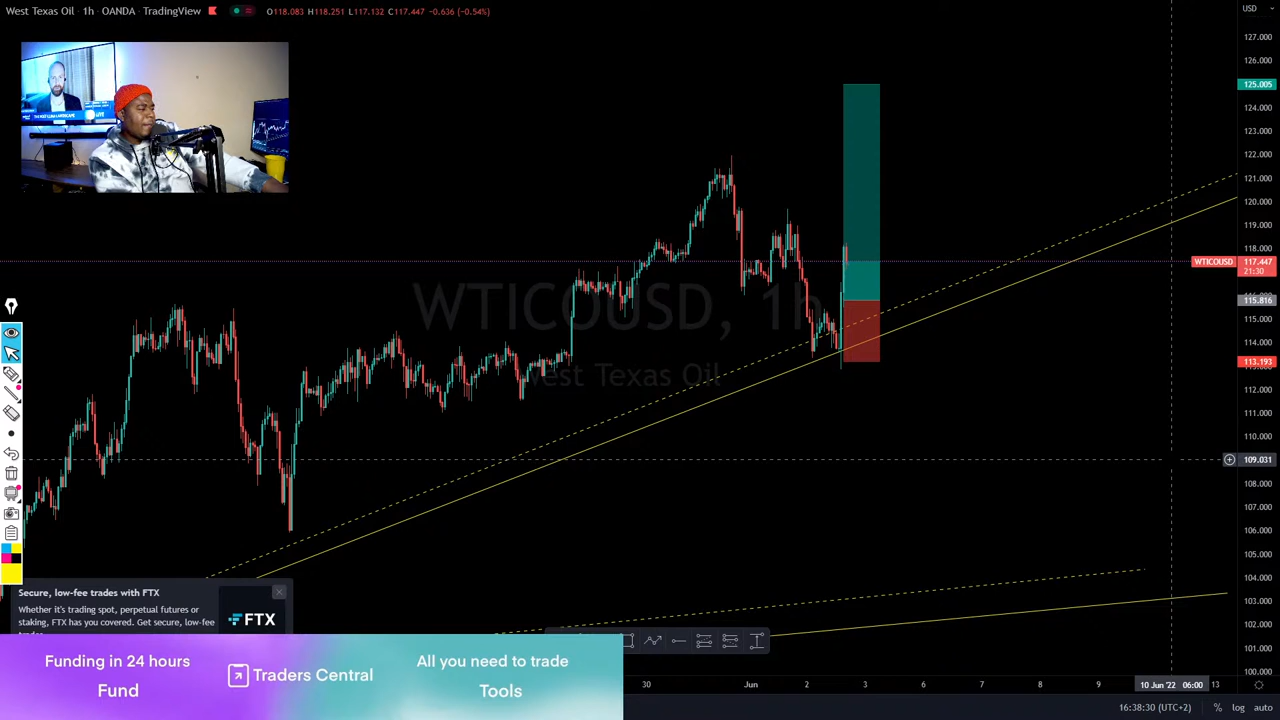 West Texas Oil · 1h · OANDA · TradingView
O118.083 H118.251 L117.132 C117.447 -0.636 (-0.54%)
USD
127.000
126.000
125.005
124.000
123.000
122.000
121.000
120.000
119.000
118.000
WTICOUSD 117.447
21:30
115.816
115.000
114.000
113.193
112.000
111.000
110.000
109.031
108.000
107.000
106.000
105.000
104.000
103.000
102.000
101.000
100.000
WTICOUSD, 1h
West Texas Oil
LIVE
Secure, low-fee trades with FTX
Whether it's trading spot, perpetual futures or
staking, FTX has you covered. Get secure, low-fee
FTX
Funding in 24 hours
Fund
Traders Central
All you need to trade
Tools
30 Jun 2 3 6 7 8 9 10 Jun '22 06:00 13
16:38:30 (UTC+2) % log auto